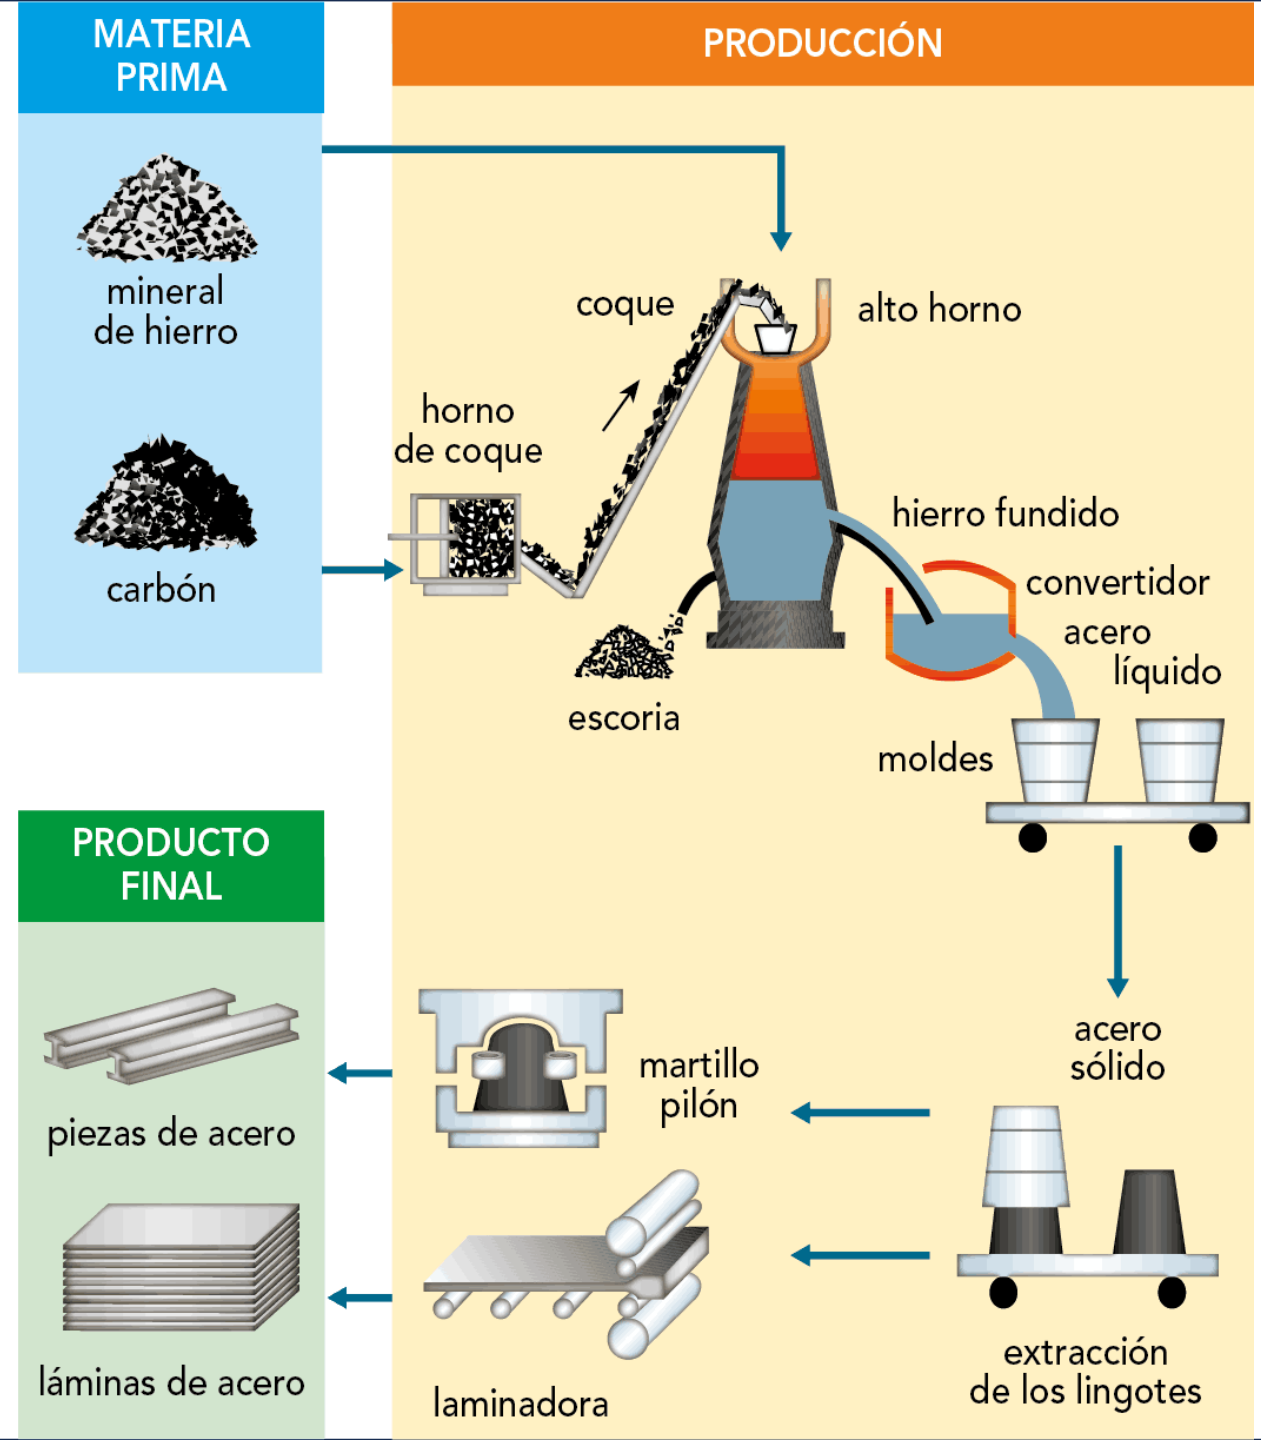 MATERIA
PRIMA
PRODUCCIÓN
mineral
de hierro
carbón
coque
alto horno
horno
de coque
hierro fundido
convertidor
acero
líquido
escoria
moldes
PRODUCTO
FINAL
acero
sólido
martillo
pilón
piezas de acero
extracción
de los lingotes
láminas de acero
laminadora